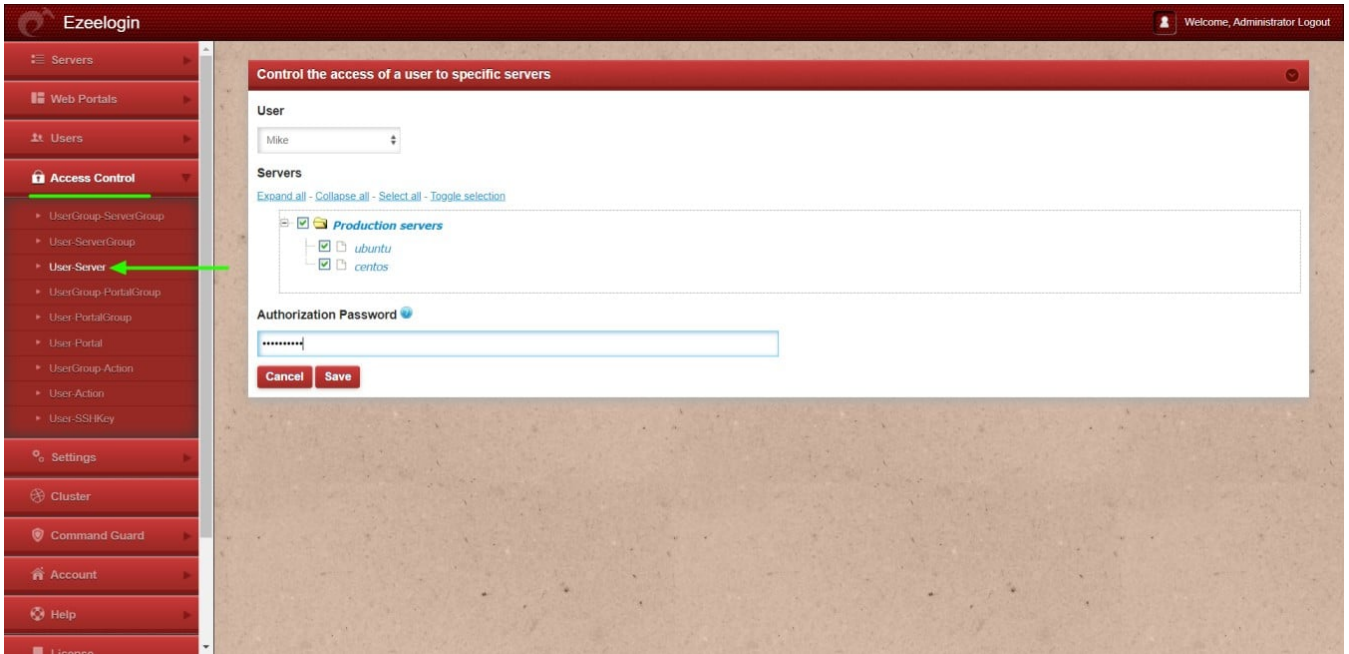 Ezeelogin
Welcome, Administrator Logout
Servers
Web Portals
Users
Access Control
UserGroup-ServerGroup
User-ServerGroup
User-Server
UserGroup-PortalGroup
User-PortalGroup
User-Portal
UserGroup-Action
User-Action
User-SSHKey
Settings
Cluster
Command Guard
Account
Help
License
Control the access of a user to specific servers
User
Mike
Servers
Expand all - Collapse all - Select all - Toggle selection
Production servers
ubuntu
centos
Authorization Password
Cancel Save